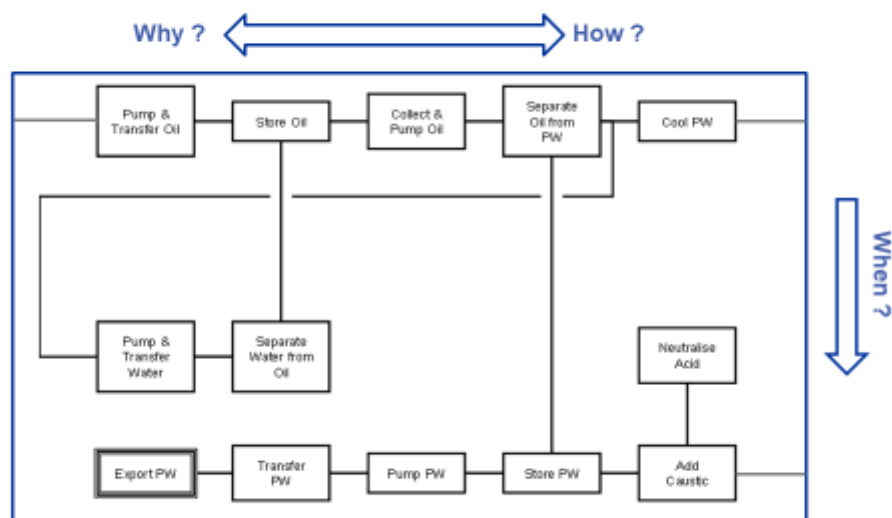 Why ?
How ?
Pump &
Transfer Oil
Store Oil
Collect &
Pump Oil
Separate
Oil from
PW
Cool PW
When ?
Pump &
Transfer
Water
Separate
Water from
Oil
Neutralise
Acid
Export PW
Transfer
PW
Pump PW
Store PW
Add
Caustic